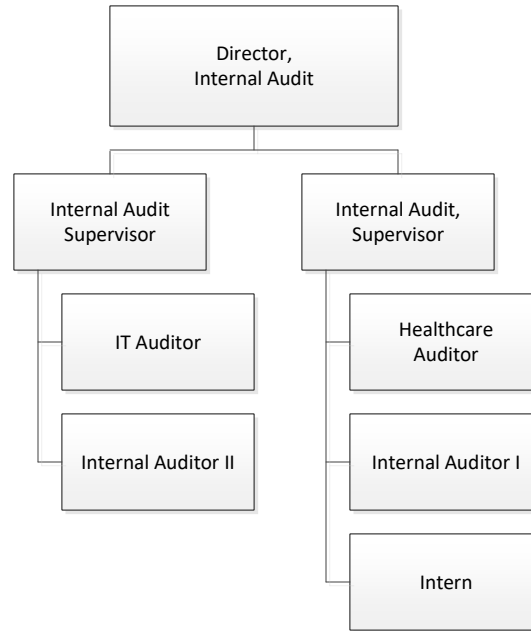 Director,
Internal Audit
Internal Audit
Supervisor
Internal Audit,
Supervisor
IT Auditor
Healthcare
Auditor
Internal Auditor II
Internal Auditor I
Intern